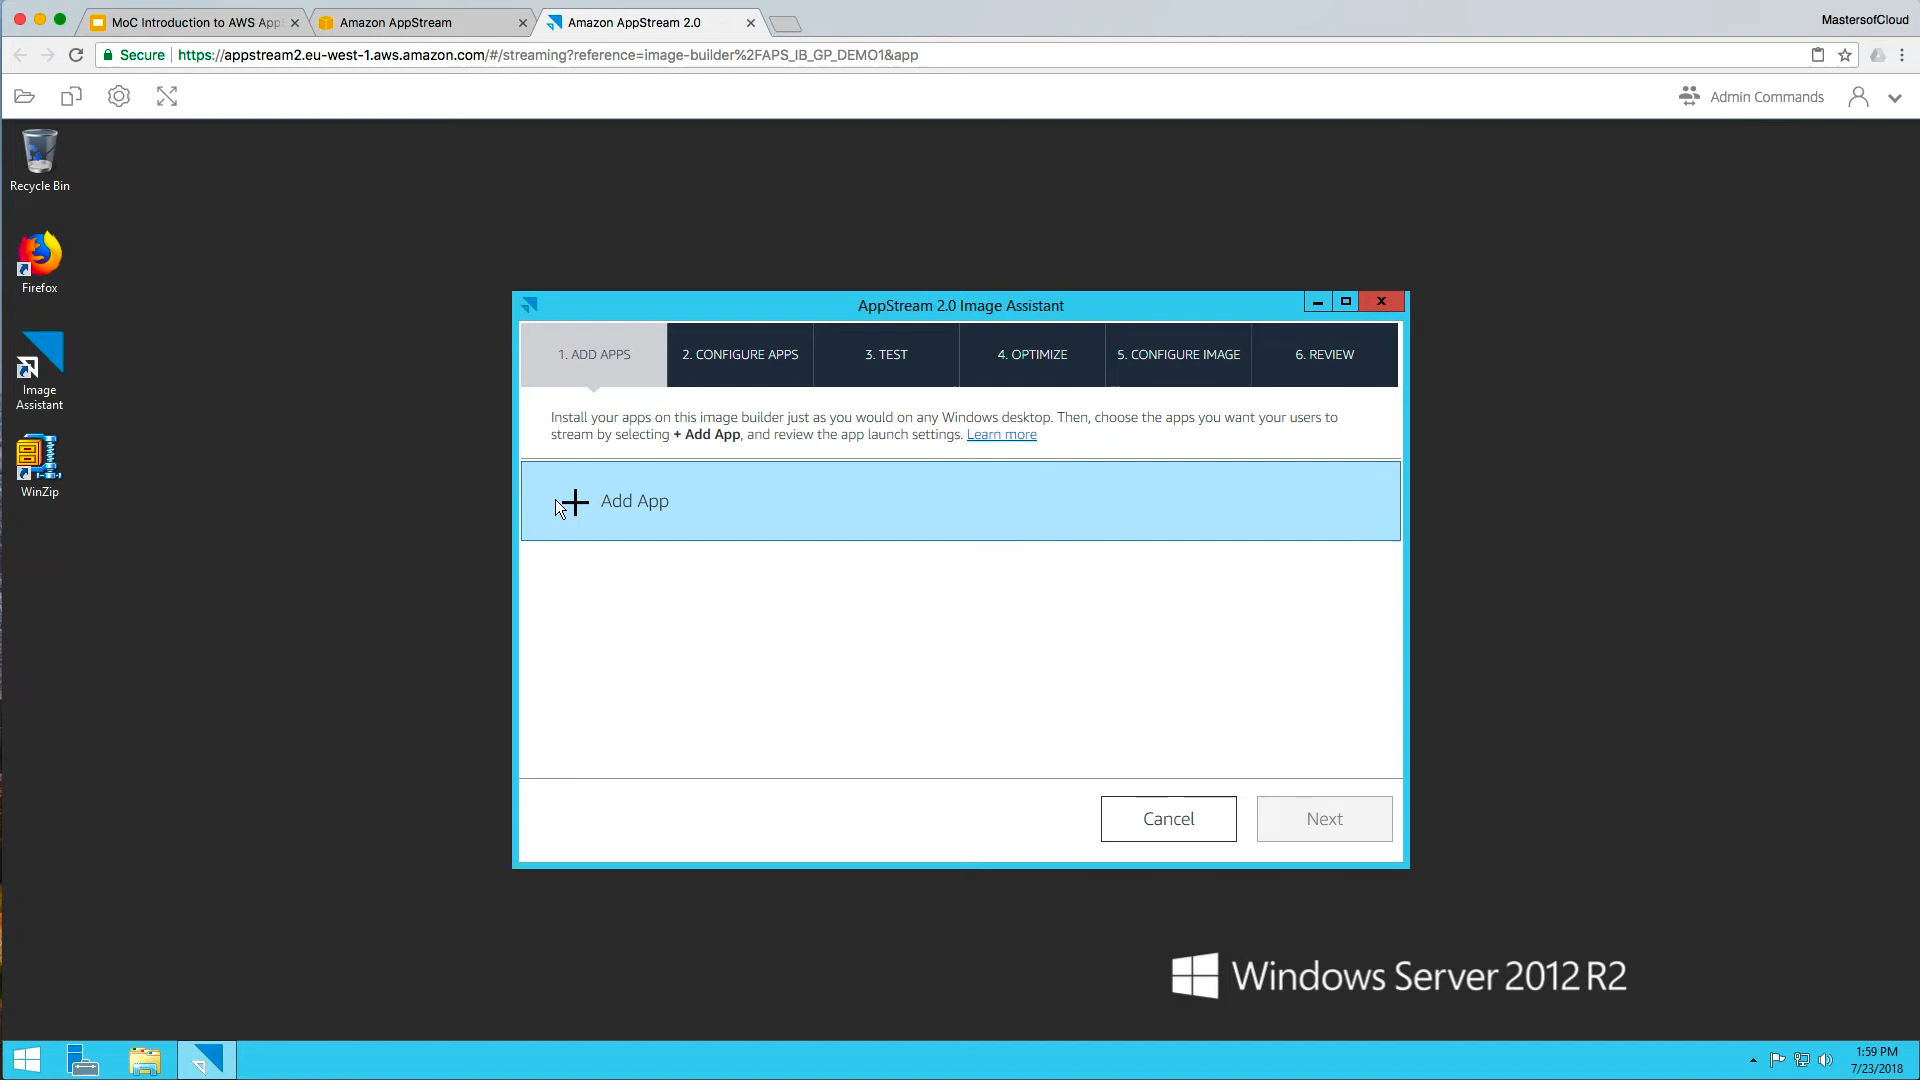 MoC Introduction to AWS App
Amazon AppStream
Amazon AppStream 2.0
MastersofCloud
Secure
https://appstream2.eu-west-1.aws.amazon.com/#/streaming?reference=image-builder%2FAPS_IB_GP_DEMO1&app
Admin Commands
Recycle Bin
Firefox
Image
Assistant
WinZip
AppStream 2.0 Image Assistant
1. ADD APPS
2. CONFIGURE APPS
3. TEST
4. OPTIMIZE
5. CONFIGURE IMAGE
6. REVIEW
Install your apps on this image builder just as you would on any Windows desktop. Then, choose the apps you want your users to
stream by selecting + Add App, and review the app launch settings. Learn more
Add App
Cancel
Next
Windows Server 2012 R2
1:59 PM
7/23/2018